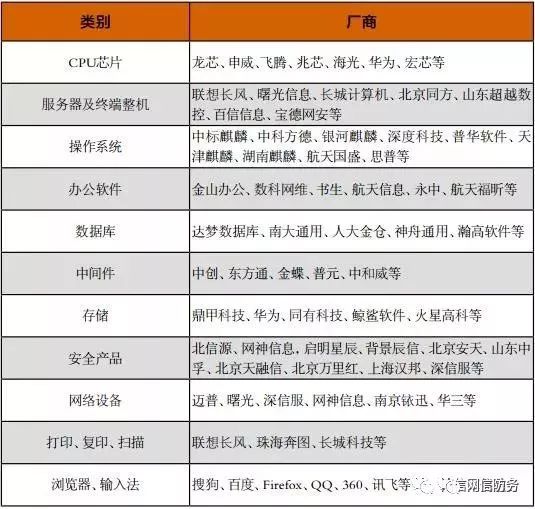 类别 厂商
CPU芯片 龙芯、申威、飞腾、兆芯、海光、华为、宏芯等
服务器及终端整机 联想长风、曙光信息、长城计算机、北京同方、山东超越数
控、百信信息、宝德网安等
操作系统 中标麒麟、中科方德、银河麒麟、深度科技、普华软件、天
津麒麟、湖南麒麟、航天国盛、思普等
办公软件 金山办公、数科网维、书生、航天信息、永中、航天福昕等
数据库 达梦数据库、南大通用、人大金仓、神舟通用、瀚高软件等
中间件 中创、东方通、金蝶、普元、中和威等
存储 鼎甲科技、华为、同有科技、鲸鲨软件、火星高科等
安全产品 北信源、网神信息，启明星辰、背景辰信、北京安天、山东中
孚、北京天融信、北京万里红、上海汉邦、深信服等
网络设备 迈普、曙光、深信服、网神信息、南京铱迅、华三等
打印、复印、扫描 联想长风、珠海奔图、长城科技等
浏览器、输入法 搜狗、百度、Firefox、QQ、360、讯飞等
信网信防务